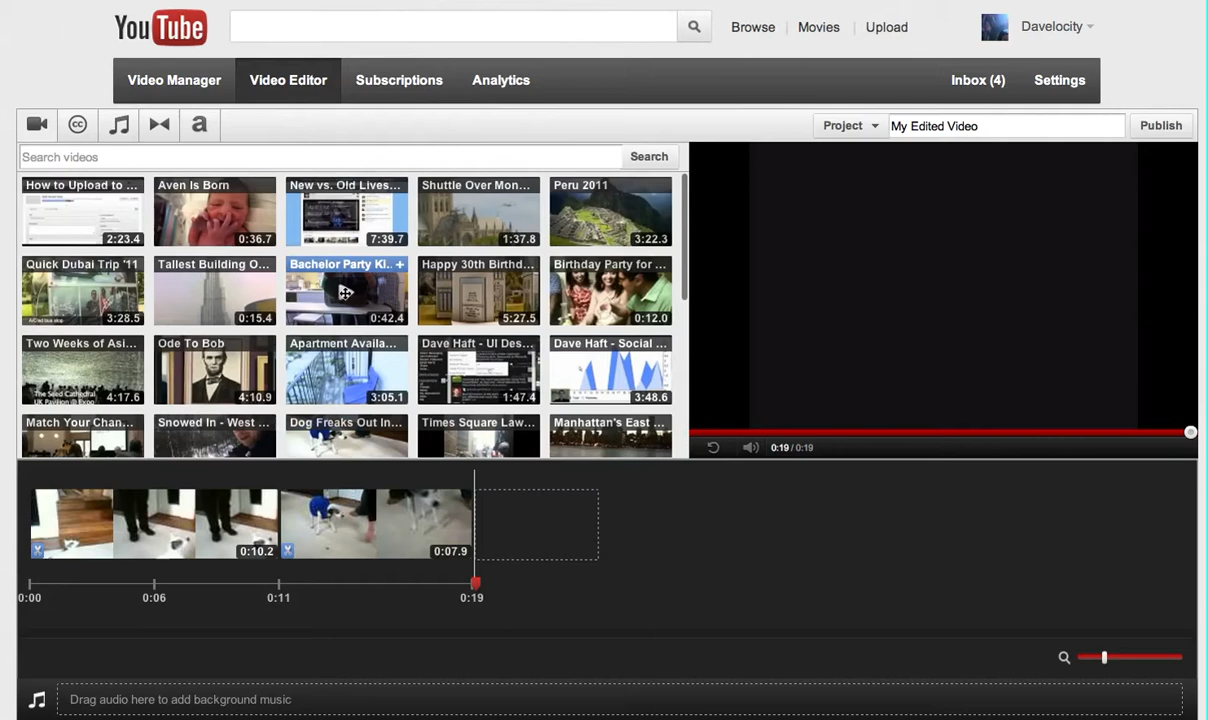 YouTube
Browse Movies Upload Davelocity
Video Manager Video Editor Subscriptions Analytics Inbox (4) Settings
CC a Project My Edited Video Publish
Search videos Search
How to Upload to ... Aven Is Born New vs. Old Lives... Shuttle Over Mon... Peru 2011
2:23.4 0:36.7 7:39.7 1:37.8 3:22.3
Quick Dubai Trip '11 Tallest Building O... Bachelor Party Kl.. + Happy 30th Birthd... Birthday Party for ...
3:28.5 0:15.4 0:42.4 5:27.5 0:12.0
Two Weeks of Asi... Ode To Bob Apartment Availa... Dave Haft - UI Des... Dave Haft - Social ...
The Seed Cathedral
UK Pavilion @ Expo
4:17.6 4:10.9 3:05.1 1:47.4 3:48.6
Match Your Chan... Snowed In - West ... Dog Freaks Out In... Times Square Law... Manhattan's East ...
0:19 / 0:19
0:10.2 0:07.9
0:00 0:06 0:11 0:19
Drag audio here to add background music